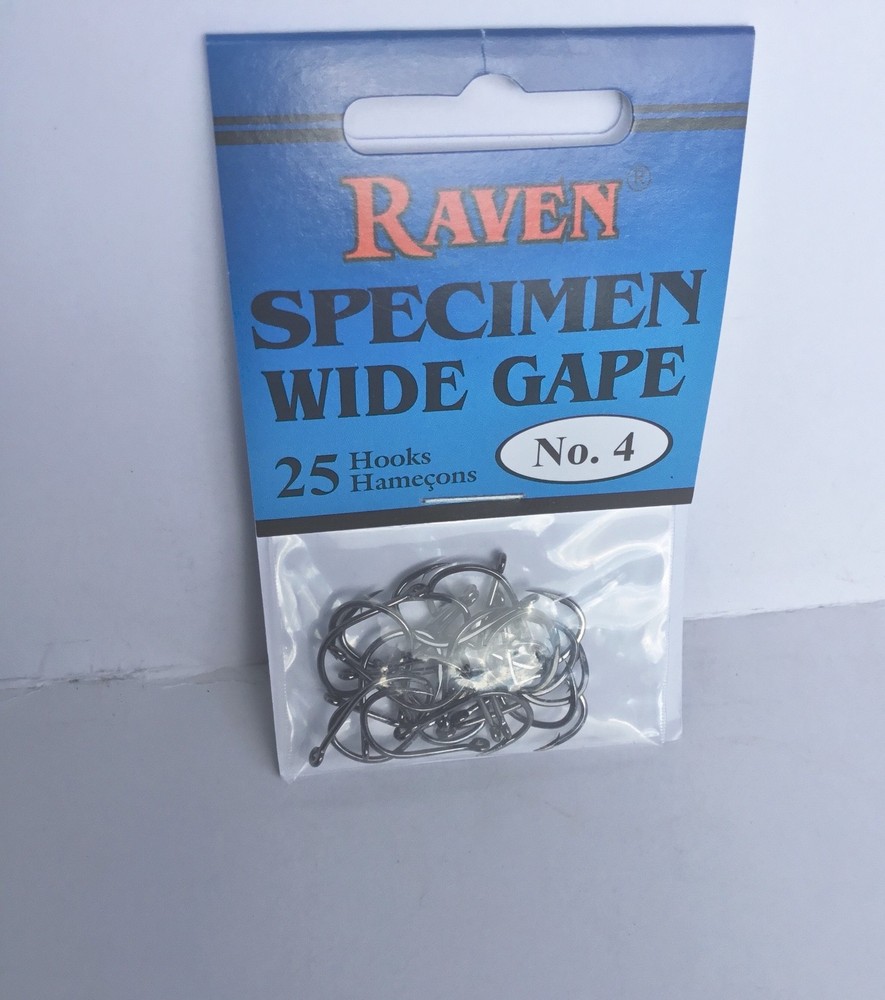 RAVEN®
SPECIMEN
WIDE GAPE
25 Hooks
Hameçons
No. 4